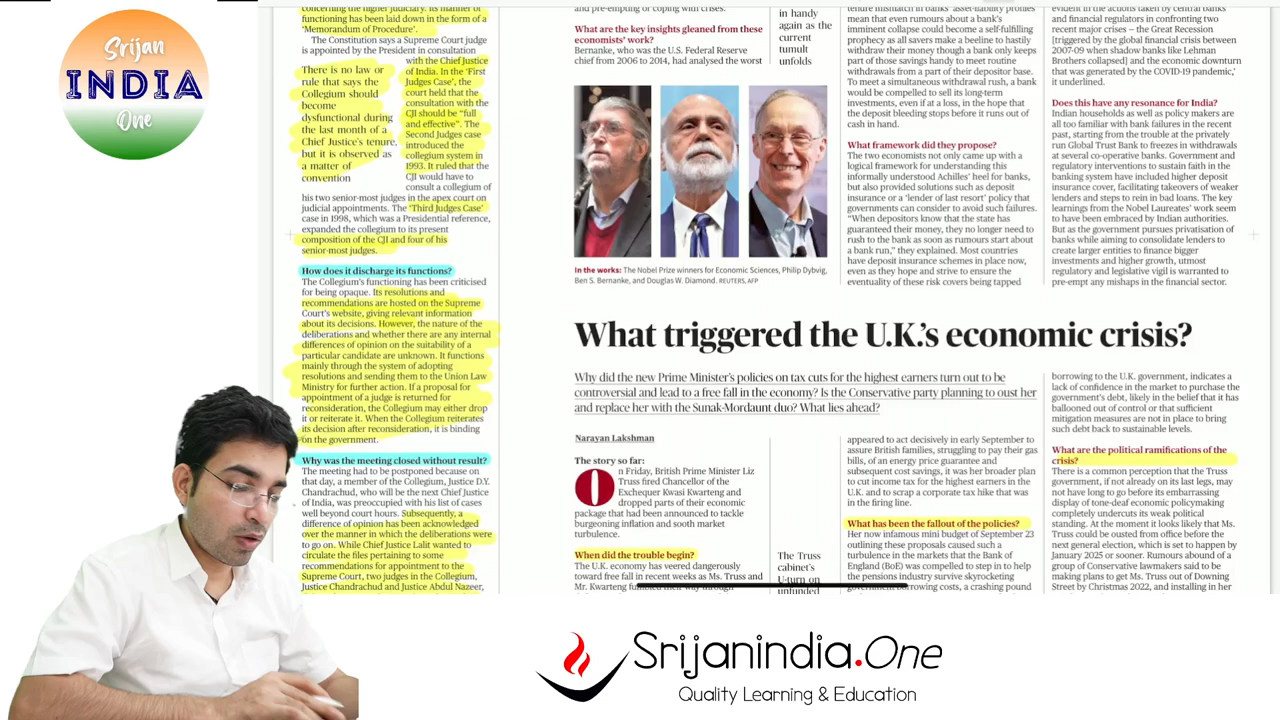 Srijan
INDIA
One
concerning the higher judiciary. Its manner of
functioning has been laid down in the form of a
'Memorandum of Procedure'.
The Constitution says a Supreme Court judge
is appointed by the President in consultation
with the Chief Justice
of India. In the 'First
Judges Case', the
court held that the
consultation with the
CJI should be "full
and effective". The
Second Judges case
introduced the
collegium system in
1993. It ruled that the
CJI would have to
consult a collegium of
There is no law or
rule that says the
Collegium should
become
dysfunctional during
the last month of a
Chief Justice's tenure,
but it is observed as
a matter of
convention
his two senior-most judges in the apex court on
judicial appointments. The 'Third Judges Case'
case in 1998, which was a Presidential reference,
expanded the collegium to its present
composition of the CJI and four of his
senior-most judges.
How does it discharge its functions?
The Collegium's functioning has been criticised
for being opaque. Its resolutions and
recommendations are hosted on the Supreme
Court's website, giving relevant information
about its decisions. However, the nature of the
deliberations and whether there are any internal
differences of opinion on the suitability of a
particular candidate are unknown. It functions
mainly through the system of adopting
resolutions and sending them to the Union Law
Ministry for further action. If a proposal for
appointment of a judge is returned for
reconsideration, the Collegium may either drop
it or reiterate it. When the Collegium reiterates
its decision after reconsideration, it is binding
on the government.
Why was the meeting closed without result?
The meeting had to be postponed because on
that day, a member of the Collegium, Justice D.Y.
Chandrachud, who will be the next Chief Justice
of India, was preoccupied with his list of cases
well beyond court hours. Subsequently, a
difference of opinion has been acknowledged
over the manner in which the deliberations were
to go on. While Chief Justice Lalit wanted to
circulate the files pertaining to some
recommendations for appointment to the
Supreme Court, two judges in the Collegium,
Justice Chandrachud and Justice Abdul Nazeer,
and pre-empting or coping with crises.
What are the key insights gleaned from these
economists' work?
Bernanke, who was the U.S. Federal Reserve
chief from 2006 to 2014, had analysed the worst
in handy
again as the
current
tumult
unfolds
In the works: The Nobel Prize winners for Economic Sciences, Philip Dybvig,
Ben S. Bernanke, and Douglas W. Diamond. REUTERS, AFP
tenure mismatch in banks' asset-liability profiles
mean that even rumours about a bank's
imminent collapse could become a self-fulfilling
prophecy as all savers make a beeline to hastily
withdraw their money though a bank only keeps
part of those savings handy to meet routine
withdrawals from a part of their depositor base.
To meet a simultaneous withdrawal rush, a bank
would be compelled to sell its long-term
investments, even if at a loss, in the hope that
the deposit bleeding stops before it runs out of
cash in hand.
What framework did they propose?
The two economists not only came up with a
logical framework for understanding this
informally understood Achilles' heel for banks,
but also provided solutions such as deposit
insurance or a 'lender of last resort' policy that
governments can consider to avoid such failures.
"When depositors know that the state has
guaranteed their money, they no longer need to
rush to the bank as soon as rumours start about
a bank run," they explained. Most countries
have deposit insurance schemes in place now,
even as they hope and strive to ensure the
eventuality of these risk covers being tapped
evident in the actions taken by central banks
and financial regulators in confronting two
recent major crises – the Great Recession
[triggered by the global financial crisis between
2007-09 when shadow banks like Lehman
Brothers collapsed] and the economic downturn
that was generated by the COVID-19 pandemic,'
it underlined.
Does this have any resonance for India?
Indian households as well as policy makers are
all too familiar with bank failures in the recent
past, starting from the trouble at the privately
run Global Trust Bank to freezes in withdrawals
at several co-operative banks. Government and
regulatory interventions to sustain faith in the
banking system have included higher deposit
insurance cover, facilitating takeovers of weaker
lenders and steps to rein in bad loans. The key
learnings from the Nobel Laureates' work seem
to have been embraced by Indian authorities.
But as the government pursues privatisation of
banks while aiming to consolidate lenders to
create larger entities to finance bigger
investments and higher growth, utmost
regulatory and legislative vigil is warranted to
pre-empt any mishaps in the financial sector.
What triggered the U.K.'s economic crisis?
Why did the new Prime Minister's policies on tax cuts for the highest earners turn out to be
controversial and lead to a free fall in the economy? Is the Conservative party planning to oust her
and replace her with the Sunak-Mordaunt duo? What lies ahead?
Narayan Lakshman
The story so far:
On Friday, British Prime Minister Liz
Truss fired Chancellor of the
Exchequer Kwasi Kwarteng and
dropped parts of their economic
package that had been announced to tackle
burgeoning inflation and sooth market
turbulence.
When did the trouble begin?
The U.K. economy has veered dangerously
toward free fall in recent weeks as Ms. Truss and
Mr. Kwarteng fumbled their way through
The Truss
cabinet's
U-turn on
unfunded
appeared to act decisively in early September to
assure British families, struggling to pay their gas
bills, of an energy price guarantee and
subsequent cost savings, it was her broader plan
to cut income tax for the highest earners in the
U.K. and to scrap a corporate tax hike that was
in the firing line.
What has been the fallout of the policies?
Her now infamous mini budget of September 23
outlining these proposals caused such a
turbulence in the markets that the Bank of
England (BoE) was compelled to step in to help
the pensions industry survive skyrocketing
government borrowing costs, a crashing pound
borrowing to the U.K. government, indicates a
lack of confidence in the market to purchase the
government's debt, likely in the belief that it has
ballooned out of control or that sufficient
mitigation measures are not in place to bring
such debt back to sustainable levels.
What are the political ramifications of the
crisis?
There is a common perception that the Truss
government, if not already on its last legs, may
not have long to go before its embarrassing
display of tone-deaf economic policymaking
completely undercuts its weak political
standing. At the moment it looks likely that Ms.
Truss could be ousted from office before the
next general election, which is set to happen by
January 2025 or sooner. Rumours abound of a
group of Conservative lawmakers said to be
making plans to get Ms. Truss out of Downing
Street by Christmas 2022, and installing in her
Srijanindia.One
Quality Learning & Education